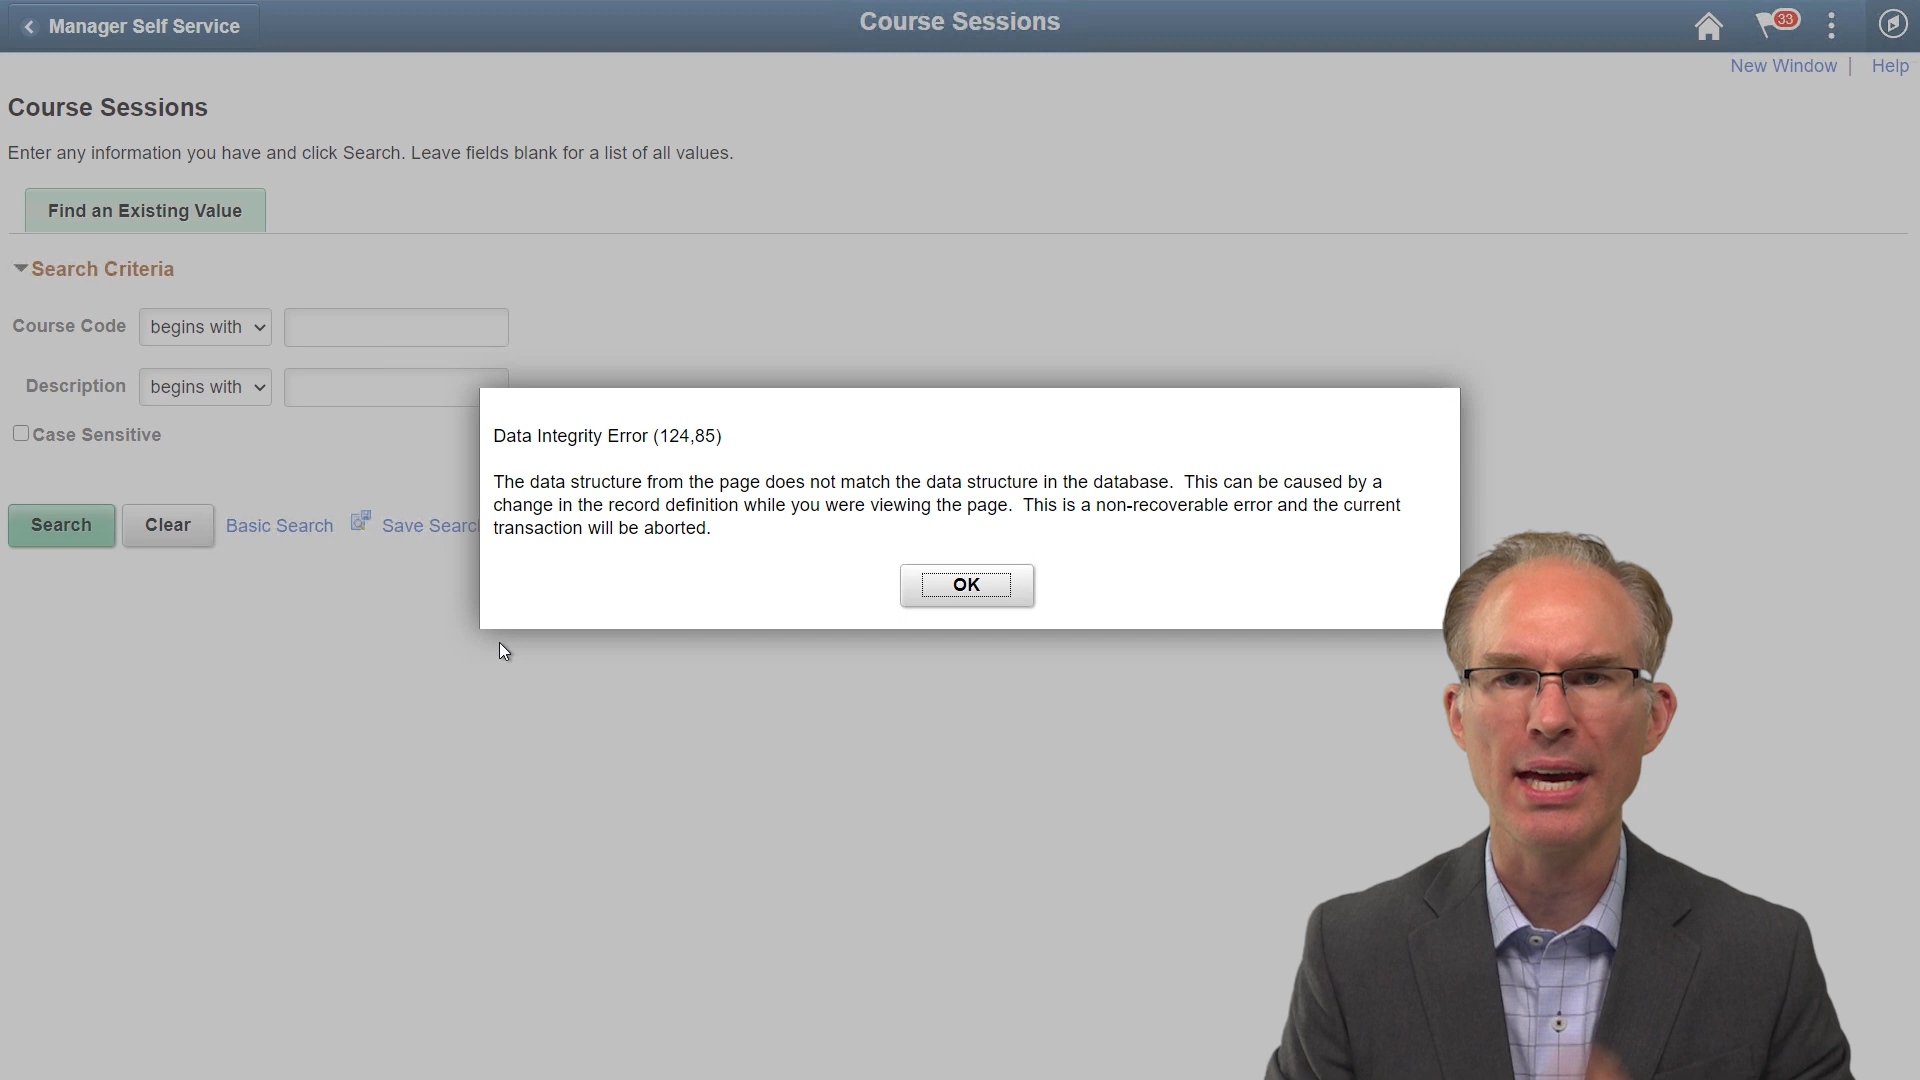 Manager Self Service
Course Sessions
33
New Window | Help
Course Sessions
Enter any information you have and click Search. Leave fields blank for a list of all values.
Find an Existing Value
Search Criteria
Course Code begins with
Description begins with
Case Sensitive
Search Clear Basic Search Save Searc
Data Integrity Error (124,85)
The data structure from the page does not match the data structure in the database.  This can be caused by a
change in the record definition while you were viewing the page.  This is a non-recoverable error and the current
transaction will be aborted.
OK